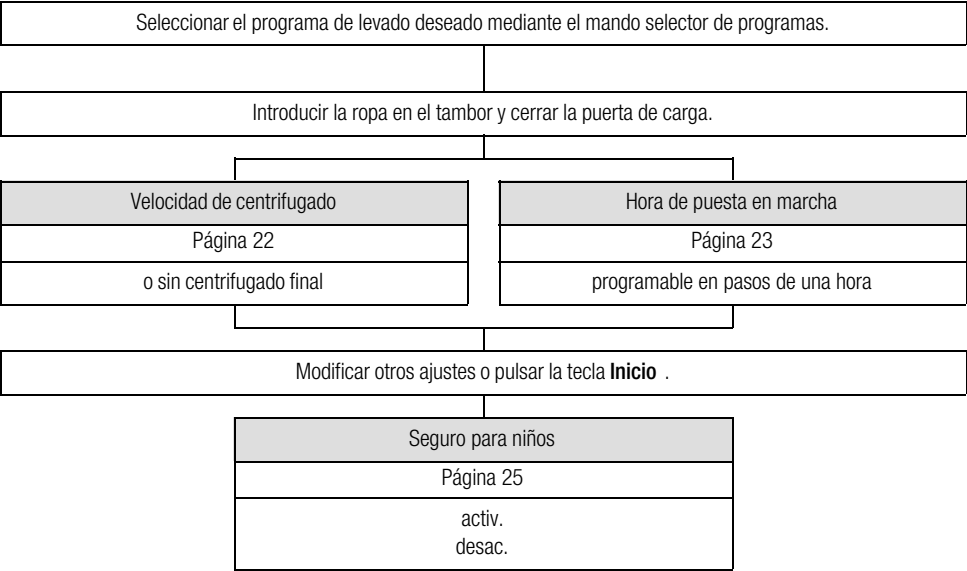 Seleccionar el programa de levado deseado mediante el mando selector de programas.
Introducir la ropa en el tambor y cerrar la puerta de carga.
Velocidad de centrifugado
Página 22
o sin centrifugado final
Hora de puesta en marcha
Página 23
programable en pasos de una hora
Modificar otros ajustes o pulsar la tecla Inicio .
Seguro para niños
Página 25
activ.
desac.